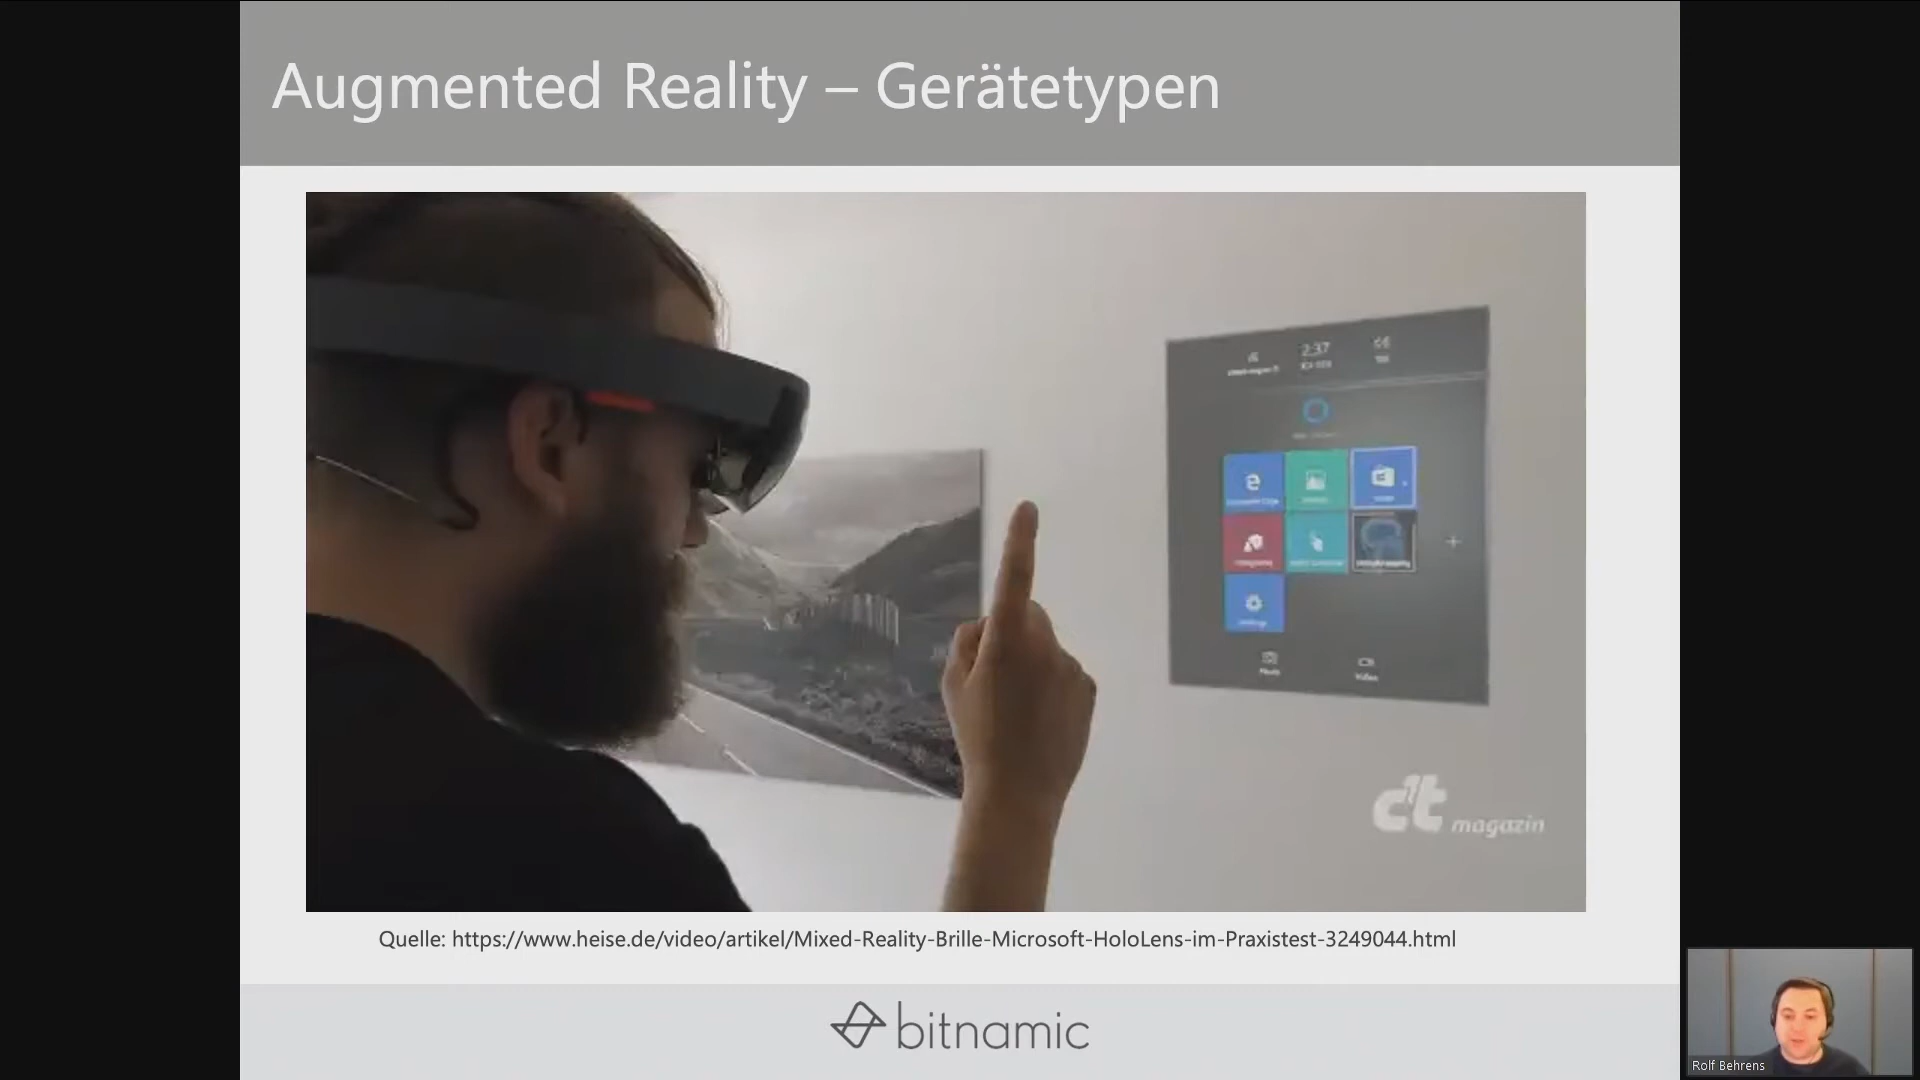 Augmented Reality – Gerätetypen
2:37
c't magazin
Quelle: https://www.heise.de/video/artikel/Mixed-Reality-Brille-Microsoft-HoloLens-im-Praxistest-3249044.html
bitnamic
Rolf Behrens